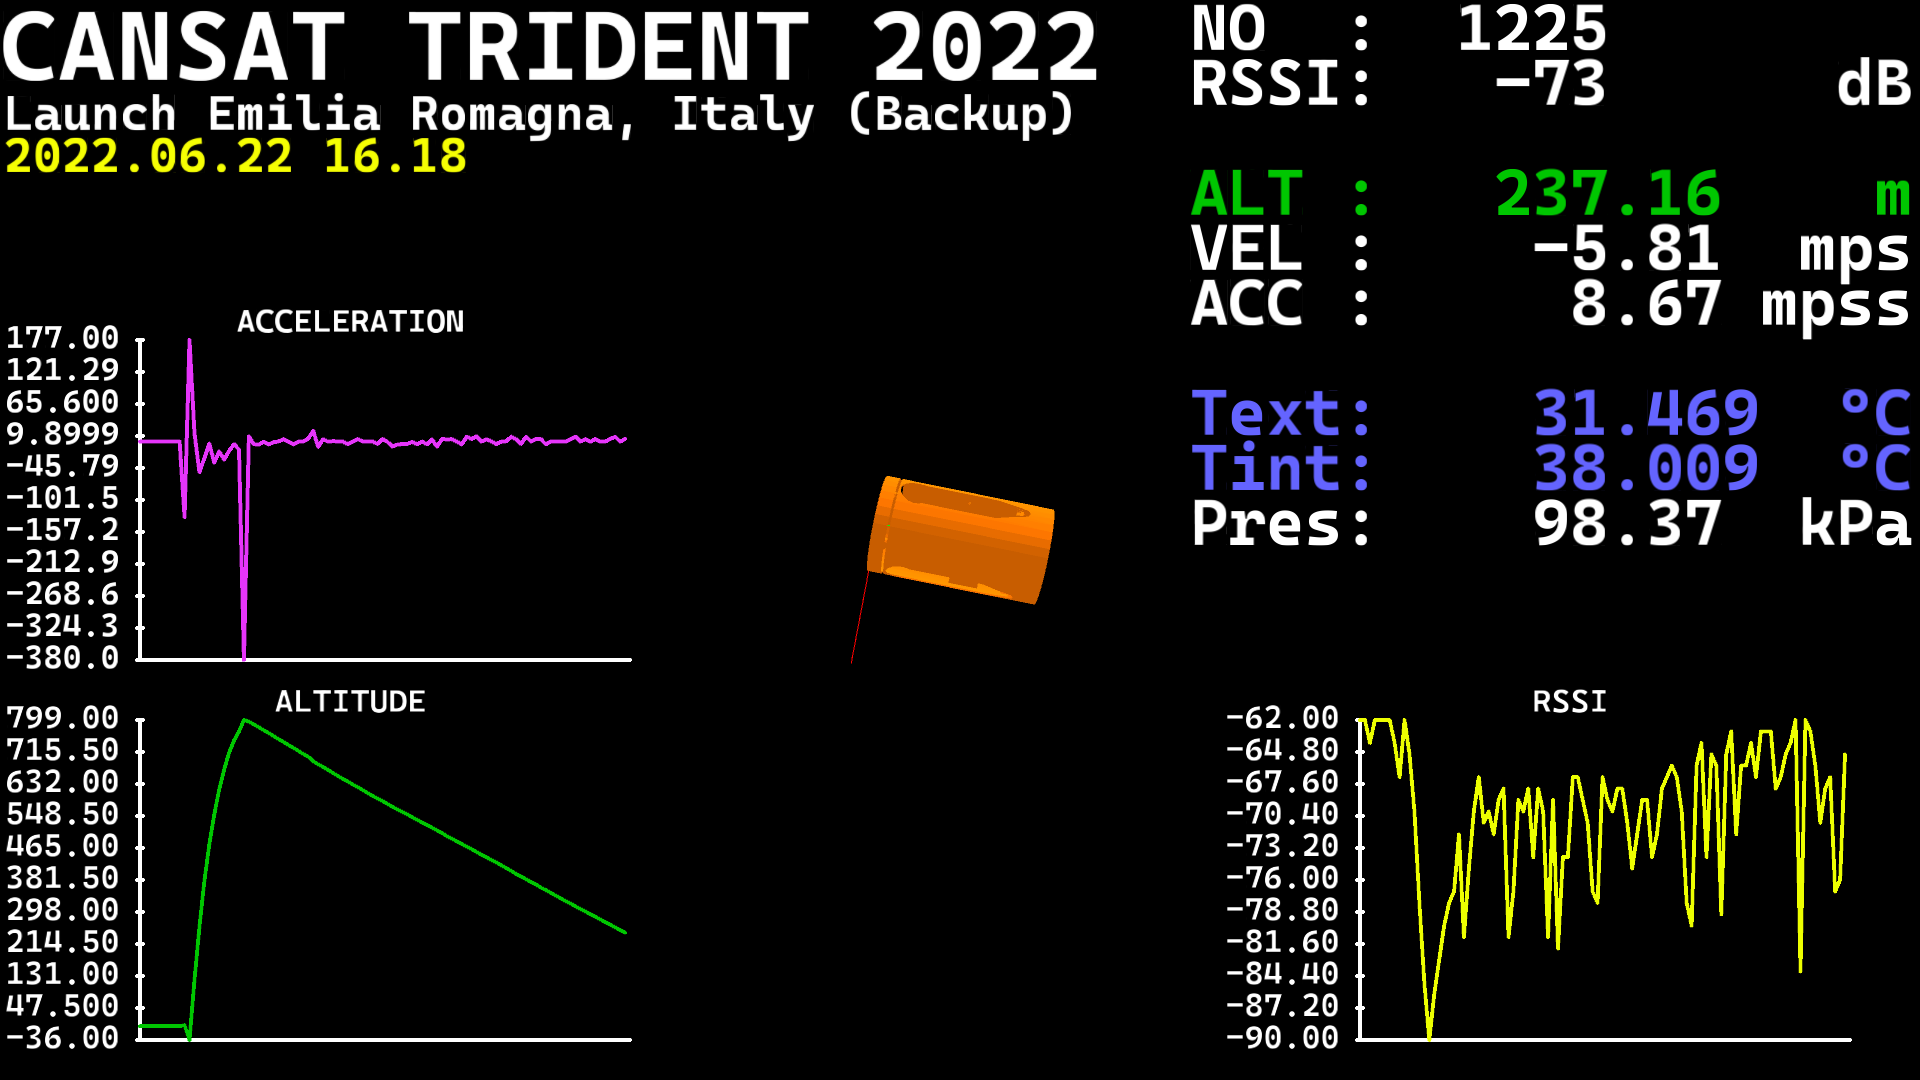 CANSAT TRIDENT 2022
Launch Emilia Romagna, Italy (Backup)
2022.06.22 16.18
NO : 1225
RSSI: -73 dB
ALT : 237.16 m
VEL : -5.81 mps
ACC : 8.67 mpss
Text: 31.469 °C
Tint: 38.009 °C
Pres: 98.37 kPa
ACCELERATION
177.00
121.29
65.600
9.8999
-45.79
-101.5
-157.2
-212.9
-268.6
-324.3
-380.0
ALTITUDE
799.00
715.50
632.00
548.50
465.00
381.50
298.00
214.50
131.00
47.500
-36.00
RSSI
-62.00
-64.80
-67.60
-70.40
-73.20
-76.00
-78.80
-81.60
-84.40
-87.20
-90.00